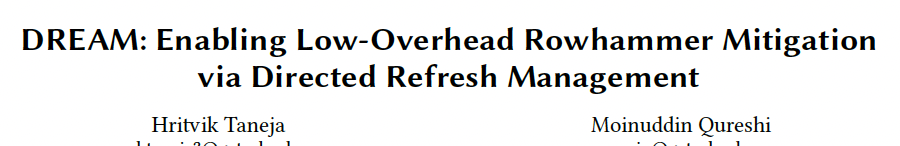 DREAM: Enabling Low-Overhead Rowhammer Mitigation
via Directed Refresh Management
Hritvik Taneja
Moinuddin Qureshi